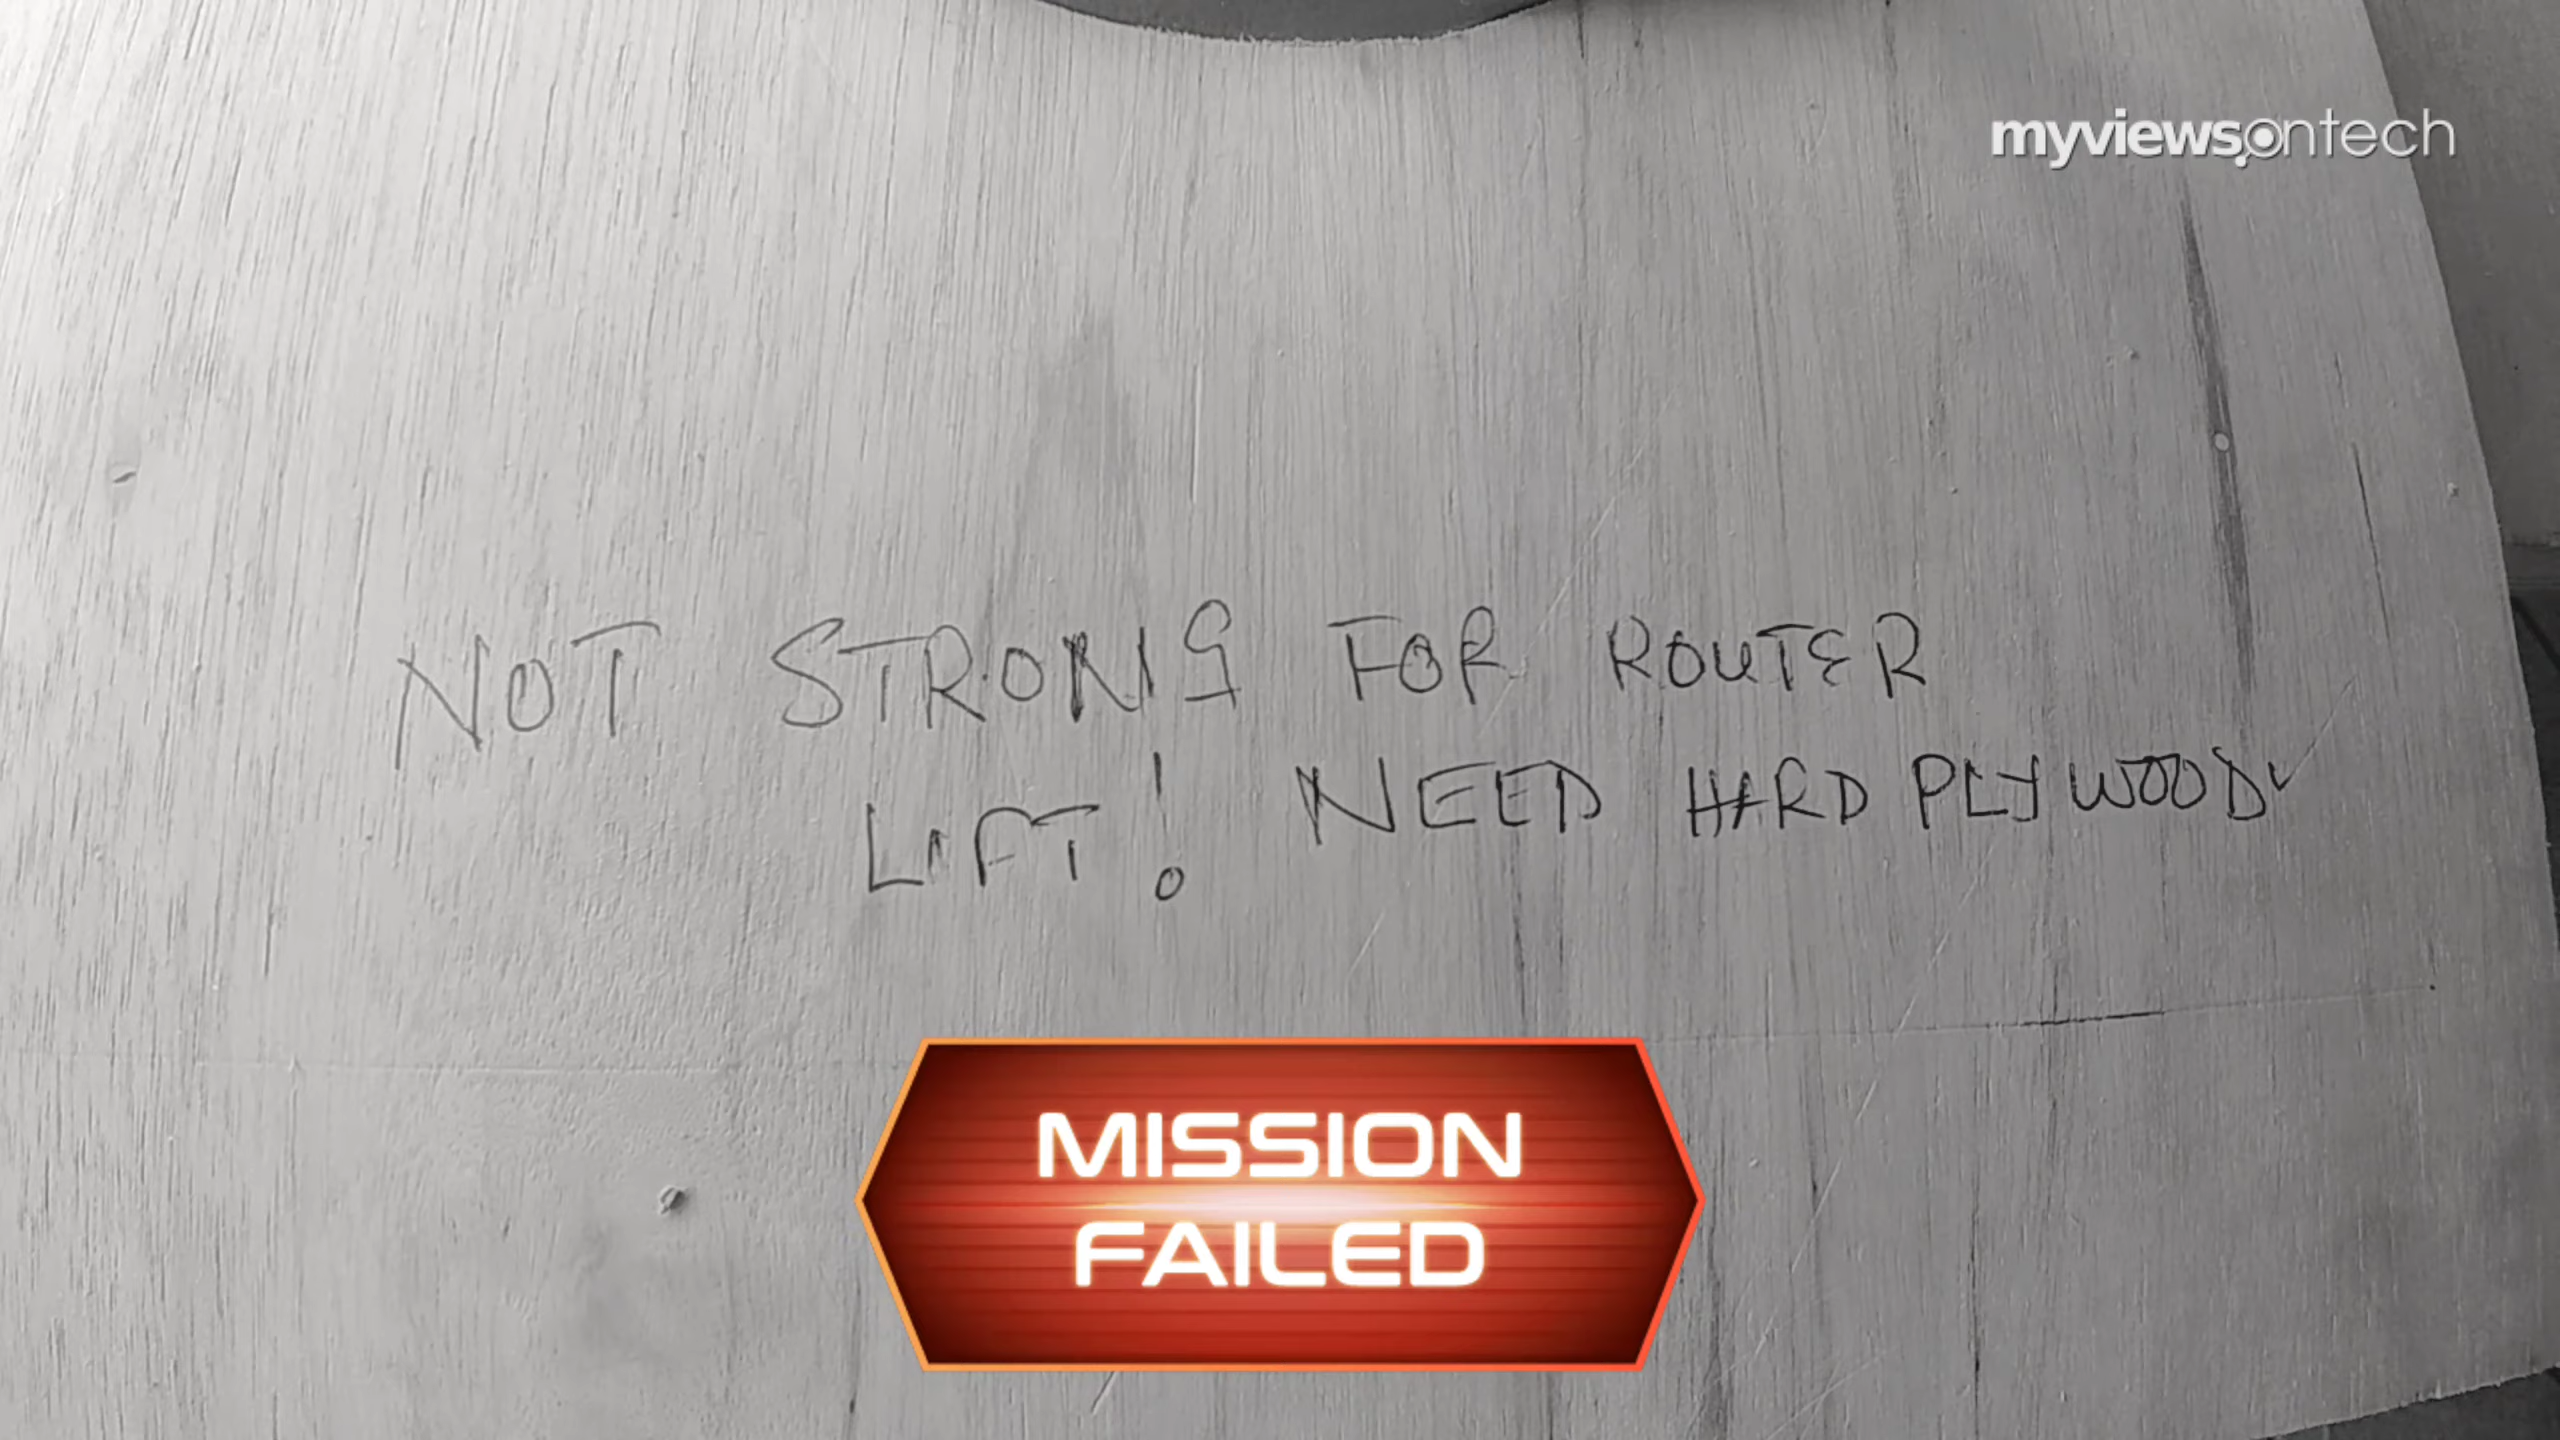 myviewsontech
NOT STRONG FOR ROUTER
LIFT! NEED HARD PLYWOOD
MISSION
FAILED